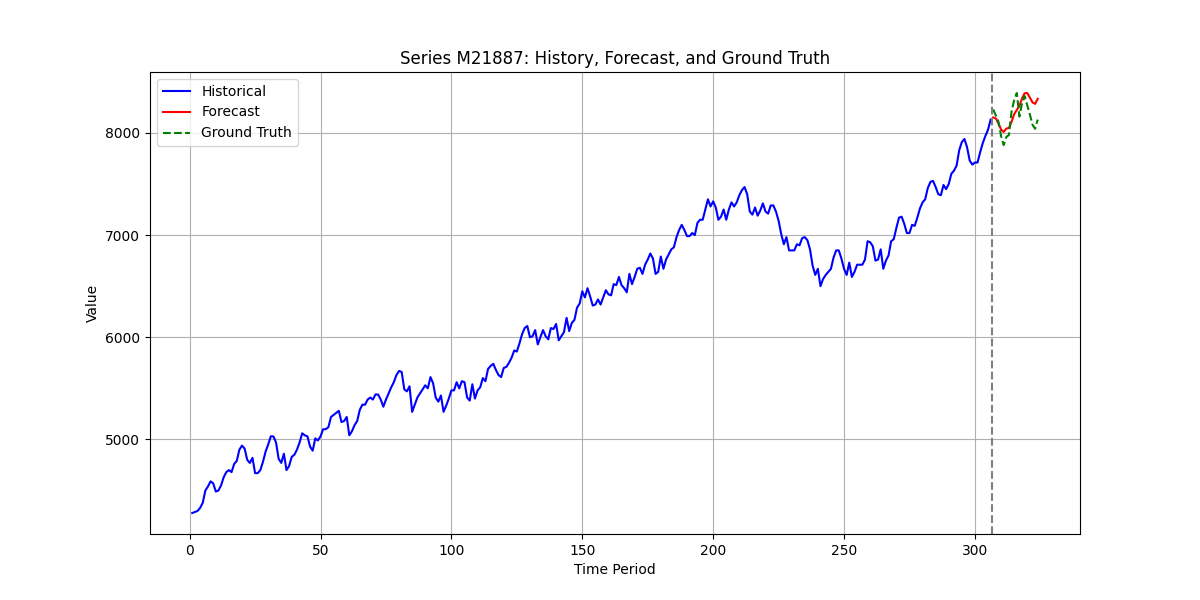 Series M21887: History, Forecast, and Ground Truth
Historical
Forecast
Ground Truth
8000
7000
6000
5000
Value
0 50 100 150 200 250 300
Time Period